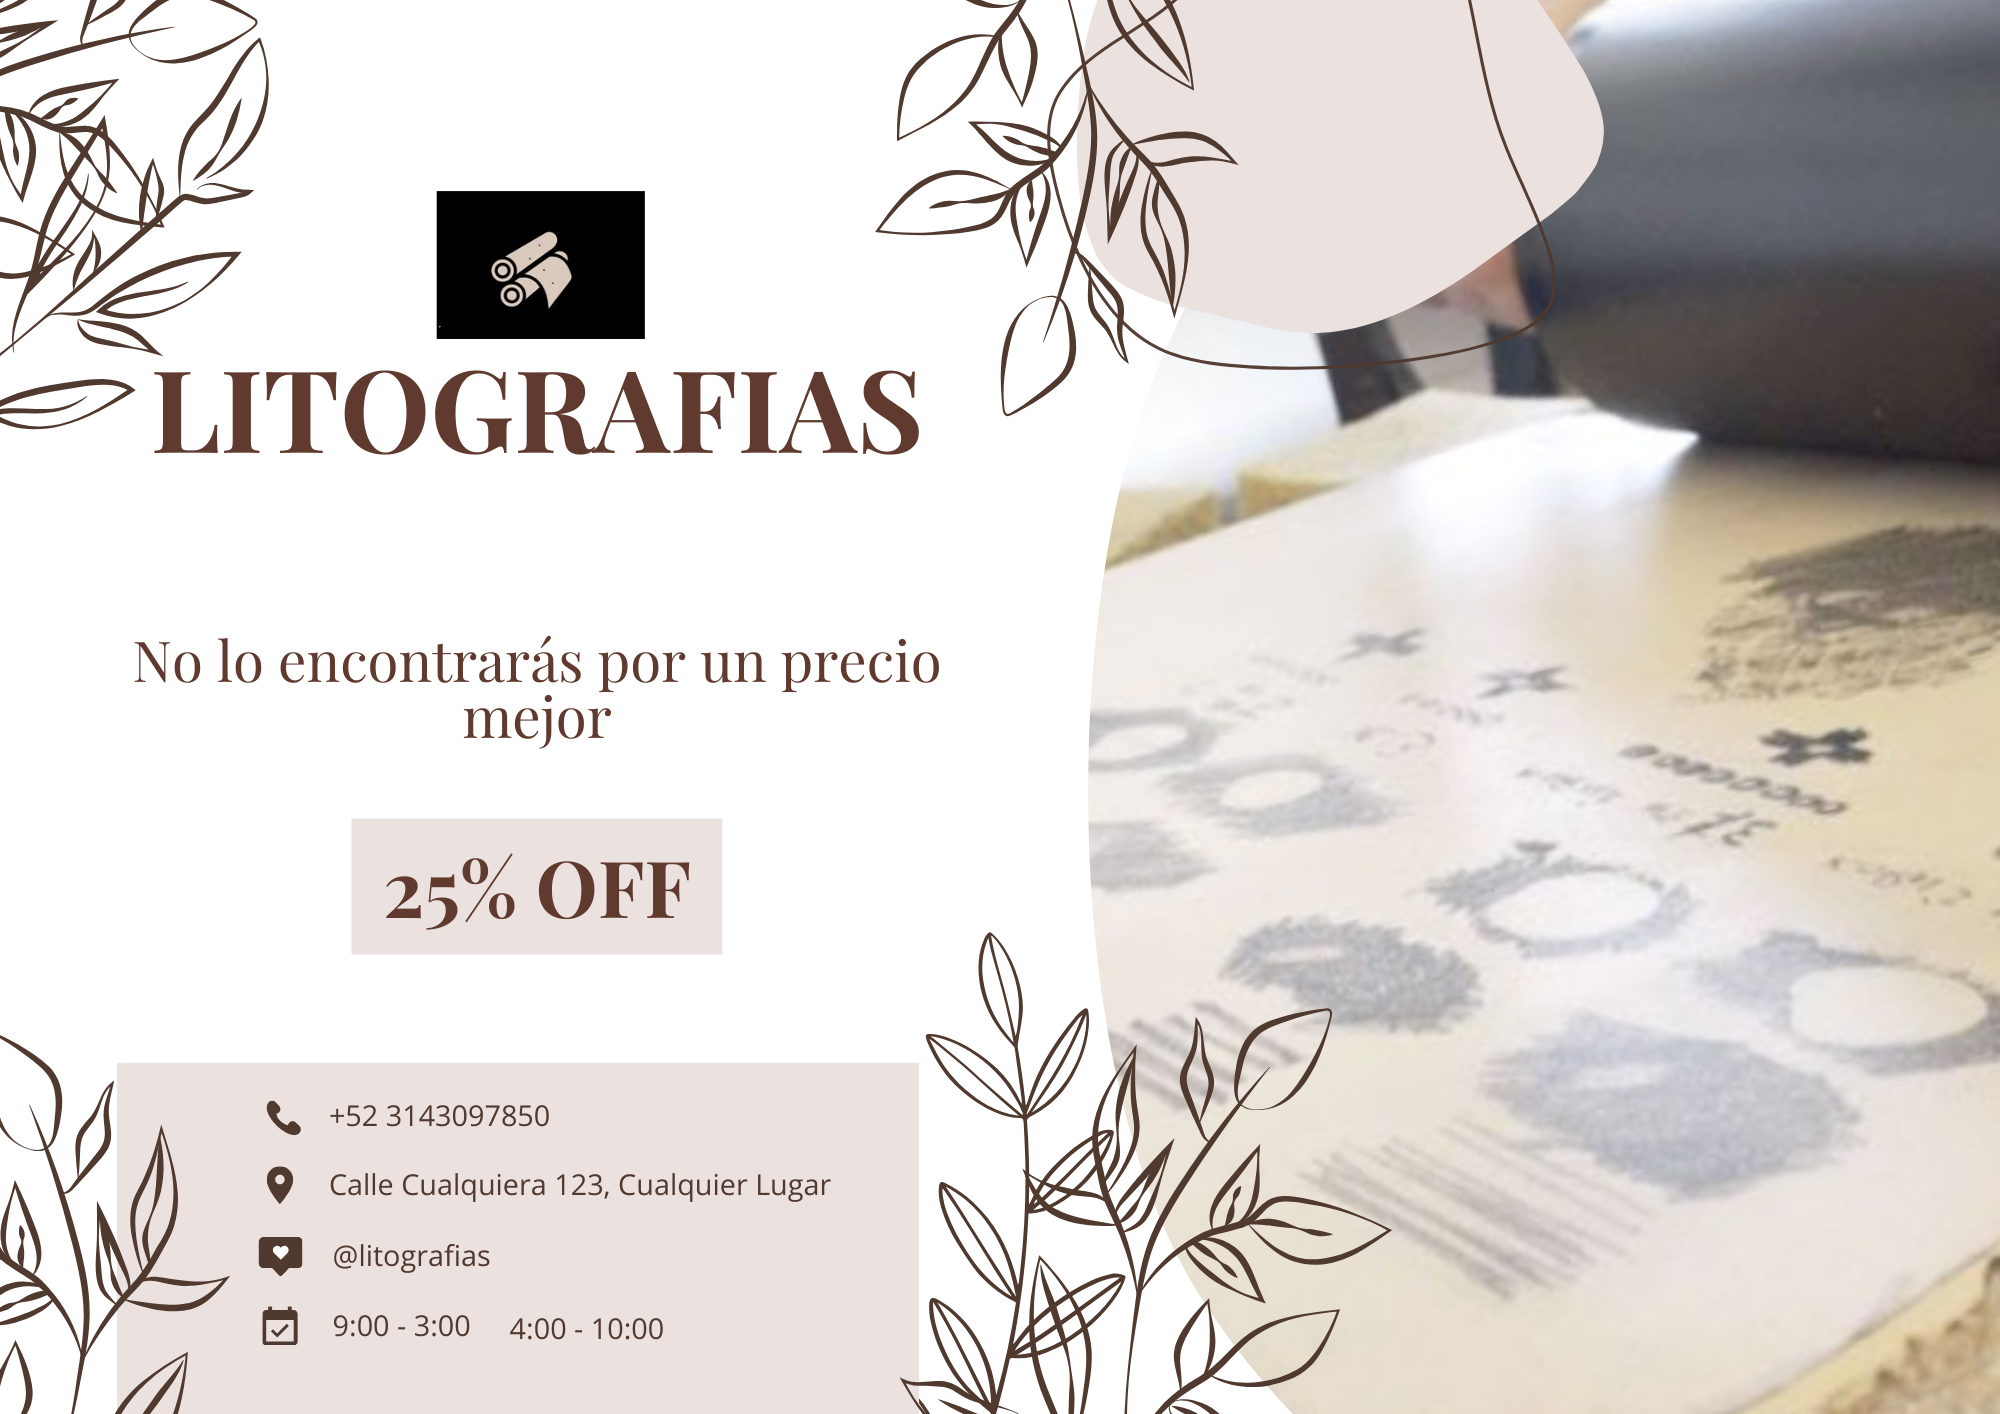 LITOGRAFIAS
No lo encontrarás por un precio
mejor
25% OFF
+52 3143097850
Calle Cualquiera 123, Cualquier Lugar
@litografias
9:00 - 3:00 4:00 - 10:00